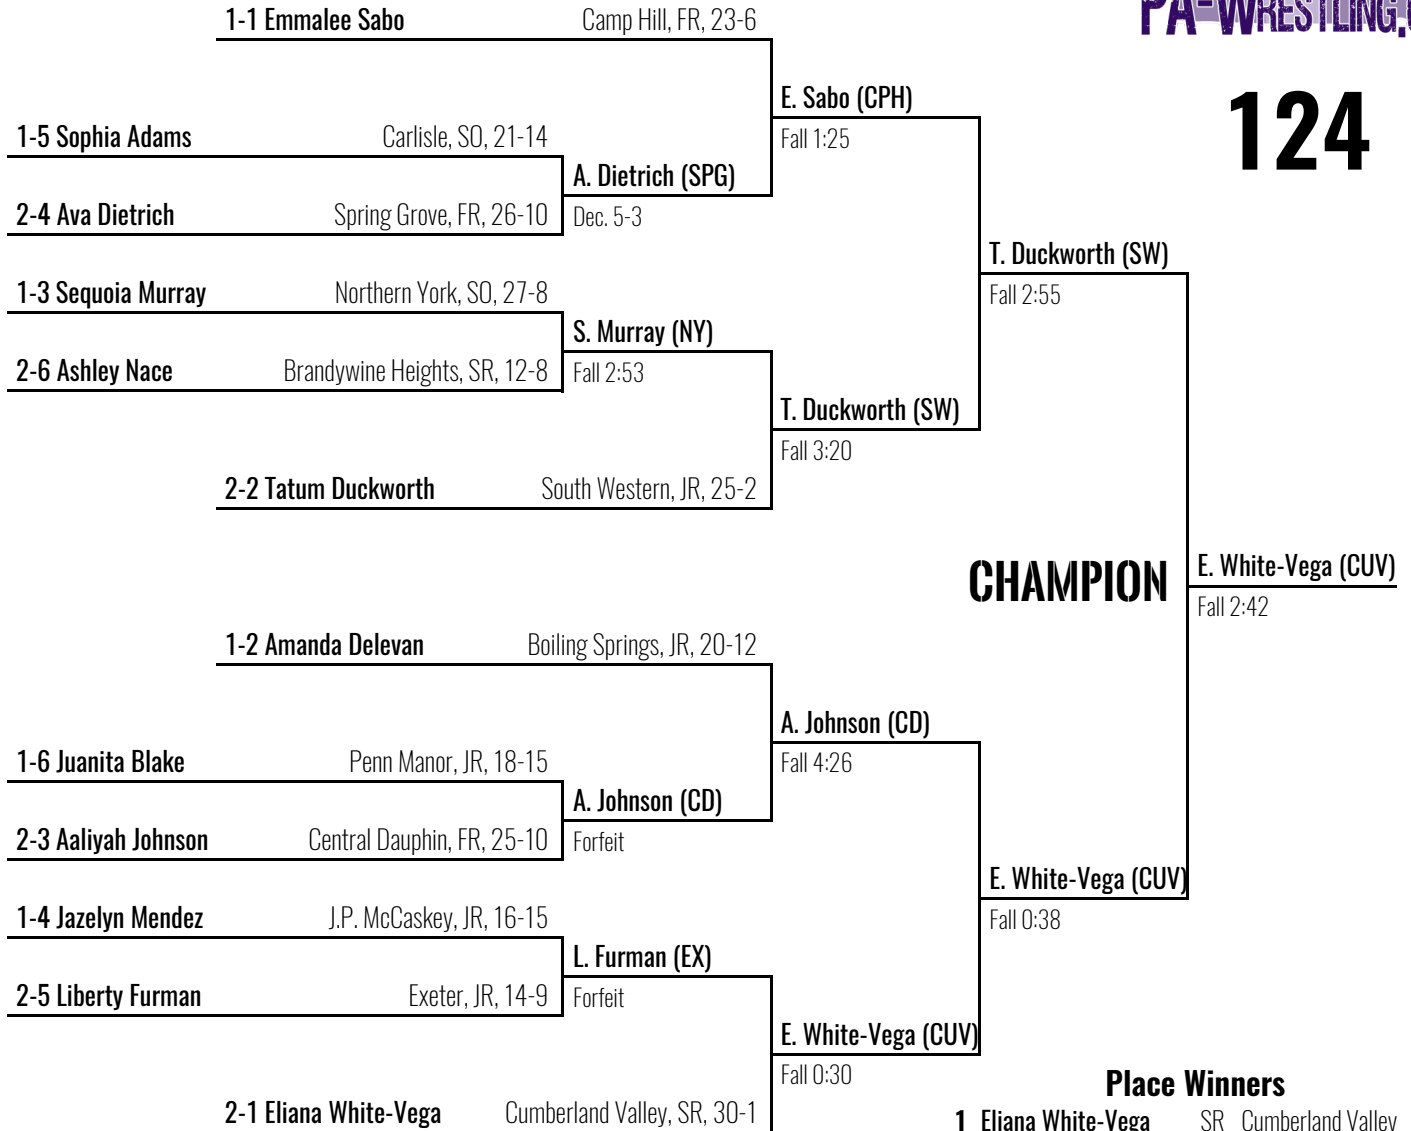 1-1 Emmalee Sabo Camp Hill, FR, 23-6
PA-WRESTLING.
124
E. Sabo (CPH)
Fall 1:25
1-5 Sophia Adams Carlisle, SO, 21-14
A. Dietrich (SPG)
Dec. 5-3
2-4 Ava Dietrich Spring Grove, FR, 26-10
T. Duckworth (SW)
Fall 2:55
1-3 Sequoia Murray Northern York, SO, 27-8
S. Murray (NY)
Fall 2:53
2-6 Ashley Nace Brandywine Heights, SR, 12-8
T. Duckworth (SW)
Fall 3:20
2-2 Tatum Duckworth South Western, JR, 25-2
CHAMPION
E. White-Vega (CUV)
Fall 2:42
1-2 Amanda Delevan Boiling Springs, JR, 20-12
A. Johnson (CD)
Fall 4:26
1-6 Juanita Blake Penn Manor, JR, 18-15
A. Johnson (CD)
Forfeit
2-3 Aaliyah Johnson Central Dauphin, FR, 25-10
E. White-Vega (CUV)
Fall 0:38
1-4 Jazelyn Mendez J.P. McCaskey, JR, 16-15
L. Furman (EX)
Forfeit
2-5 Liberty Furman Exeter, JR, 14-9
E. White-Vega (CUV)
Fall 0:30
2-1 Eliana White-Vega Cumberland Valley, SR, 30-1
Place Winners
1 Eliana White-Vega SR Cumberland Valley